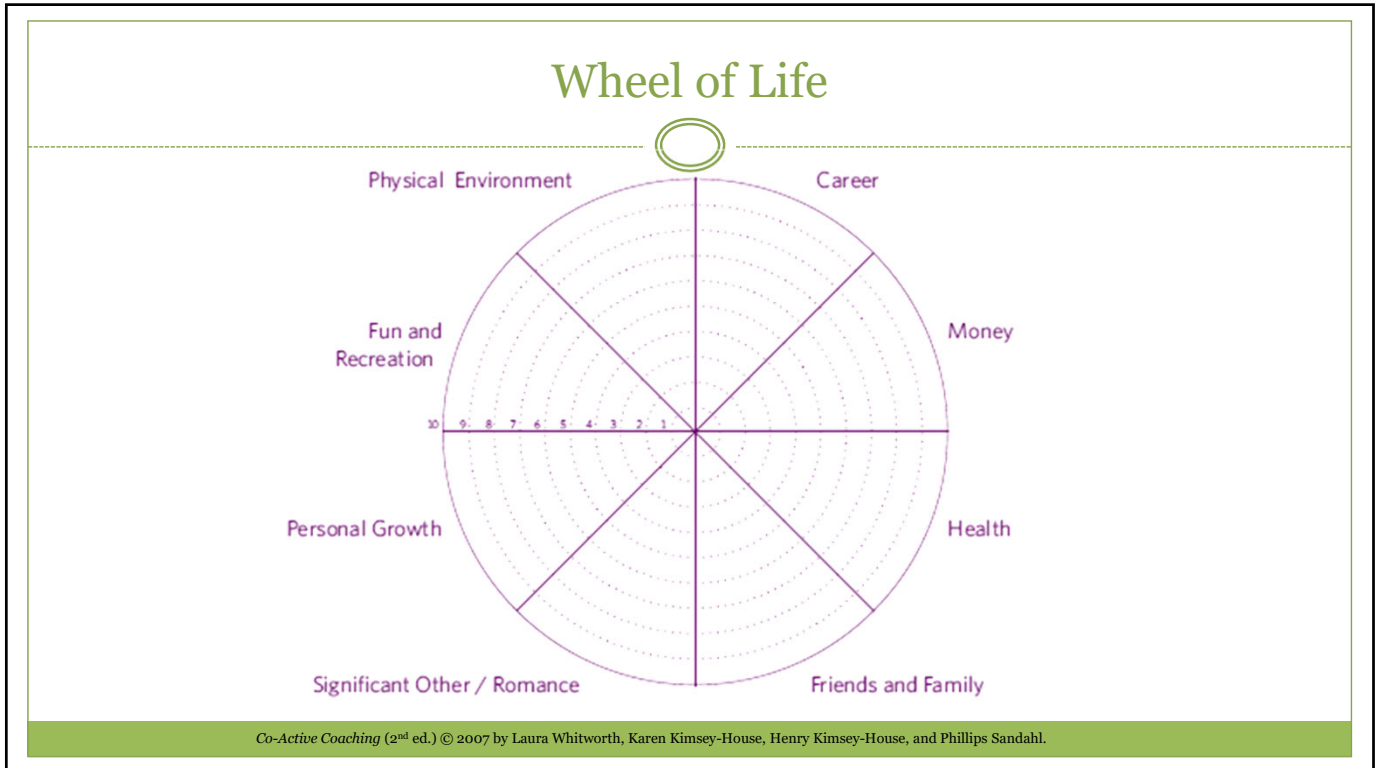 Wheel of Life
Physical Environment
Career
Fun and
Recreation
Money
10 9 8 7 6 5 4 3 2 1
Personal Growth
Health
Significant Other / Romance
Friends and Family
Co-Active Coaching (2nd ed.) © 2007 by Laura Whitworth, Karen Kimsey-House, Henry Kimsey-House, and Phillips Sandahl.